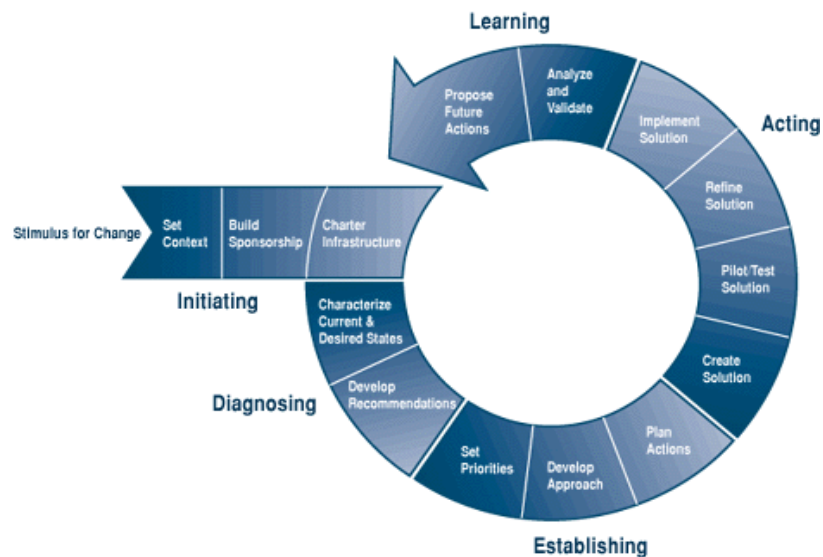 Learning
Analyze
and
Validate
Propose
Future
Actions
Implement
Solution
Acting
Refine
Solution
Stimulus for Change
Set
Context
Build
Sponsorship
Charter
Infrastructure
Pilot/Test
Solution
Initiating
Characterize
Current &
Desired States
Create
Solution
Diagnosing
Develop
Recommendations
Set
Priorities
Develop
Approach
Plan
Actions
Establishing